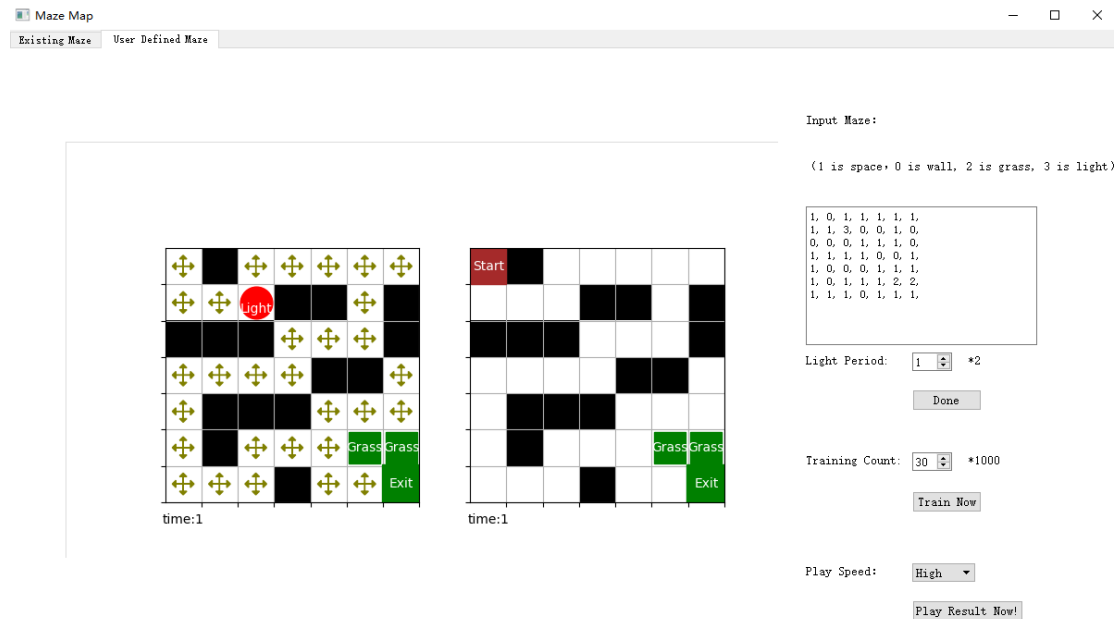 Maze Map
Existing Maze
User Defined Maze
Input Maze:
(1 is space，0 is wall, 2 is grass, 3 is light)
1, 0, 1, 1, 1, 1, 1,
1, 1, 3, 0, 0, 1, 0,
0, 0, 0, 1, 1, 1, 0,
1, 1, 1, 1, 0, 0, 1,
1, 0, 0, 0, 1, 1, 1,
1, 0, 1, 1, 1, 2, 2,
1, 1, 1, 0, 1, 1, 1,
Light
Grass Grass
Exit
time:1
Start
Grass Grass
Exit
time:1
Light Period: 1 *2
Done
Training Count: 30 *1000
Train Now
Play Speed: High
Play Result Now!